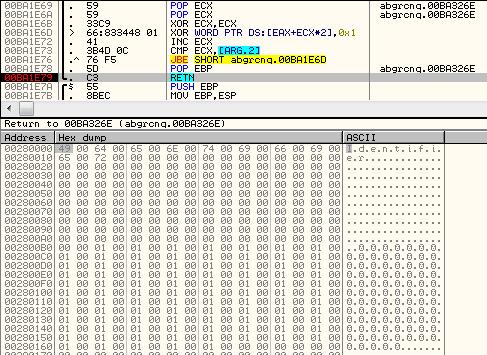 00BA1E69 . 59 POP ECX abgrcng.00BA326E
00BA1E6A . 59 POP ECX abgrcng.00BA326E
00BA1E6B . 33C9 XOR ECX,ECX
00BA1E6D > 66:833448 01 XOR WORD PTR DS:[EAX+ECX*2],0x1
00BA1E72 . 41 INC ECX
00BA1E73 . 3B4D 0C CMP ECX,[ARG.2]
00BA1E76 .^ 76 F5 JBE SHORT abgrcng.00BA1E6D
00BA1E78 . 5D POP EBP abgrcng.00BA326E
00BA1E79 . C3 RETN
00BA1E7A $ 55 PUSH EBP
00BA1E7B . 8BEC MOV EBP,ESP
Return to 00BA326E (abgrcng.00BA326E)
Address Hex dump ASCII
00280000 49 00 64 00 65 00 6E 00 74 00 69 00 66 00 69 00 I.d.e.n.t.i.f.i.
00280010 65 00 72 00 00 00 00 00 00 00 00 00 00 00 00 00 e.r.............
00280020 00 00 00 00 00 00 00 00 00 00 00 00 00 00 00 00 ................
00280030 00 00 00 00 00 00 00 00 00 00 00 00 00 00 00 00 ................
00280040 00 00 00 00 00 00 00 00 00 00 00 00 00 00 00 00 ................
00280050 00 00 00 00 00 00 00 00 00 00 00 00 00 00 00 00 ................
00280060 00 00 00 00 00 00 00 00 00 00 00 00 00 00 00 00 ................
00280070 00 00 00 00 00 00 00 00 00 00 00 00 00 00 00 00 ................
00280080 00 00 00 00 00 00 00 00 00 00 00 00 00 00 00 00 ................
00280090 00 00 00 00 00 00 00 00 00 00 00 00 00 00 00 00 ................
002800A0 00 00 00 00 00 00 00 00 00 00 00 00 00 00 00 00 ................
002800B0 00 00 01 00 01 00 01 00 01 00 01 00 01 00 01 00 ..0.0.0.0.0.0.0.
002800C0 01 00 01 00 01 00 01 00 01 00 01 00 01 00 01 00 0.0.0.0.0.0.0.0.
002800D0 01 00 01 00 01 00 01 00 01 00 01 00 01 00 01 00 0.0.0.0.0.0.0.0.
002800E0 01 00 01 00 01 00 01 00 01 00 01 00 01 00 01 00 0.0.0.0.0.0.0.0.
002800F0 01 00 01 00 01 00 01 00 01 00 01 00 01 00 01 00 0.0.0.0.0.0.0.0.
00280100 01 00 01 00 01 00 01 00 01 00 01 00 01 00 01 00 0.0.0.0.0.0.0.0.
00280110 01 00 01 00 01 00 01 00 01 00 01 00 01 00 01 00 0.0.0.0.0.0.0.0.
00280120 01 00 01 00 01 00 01 00 01 00 01 00 01 00 01 00 0.0.0.0.0.0.0.0.
00280130 01 00 01 00 01 00 01 00 01 00 01 00 01 00 01 00 0.0.0.0.0.0.0.0.
00280140 01 00 01 00 01 00 01 00 01 00 01 00 01 00 01 00 0.0.0.0.0.0.0.0.
00280150 01 00 01 00 01 00 01 00 01 00 01 00 01 00 01 00 0.0.0.0.0.0.0.0.
00280160 01 00 01 00 01 00 01 00 01 00 01 00 01 00 01 00 0.0.0.0.0.0.0.0.